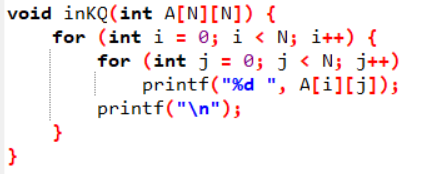 void inKQ(int A[N][N]) {
    for (int i = 0; i < N; i++) {
        for (int j = 0; j < N; j++)
            printf("%d ", A[i][j]);
        printf("\n");
    }
}